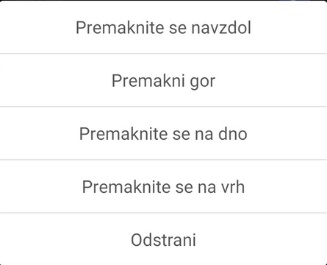 Premaknite se navzdol
Premakni gor
Premaknite se na dno
Premaknite se na vrh
Odstrani